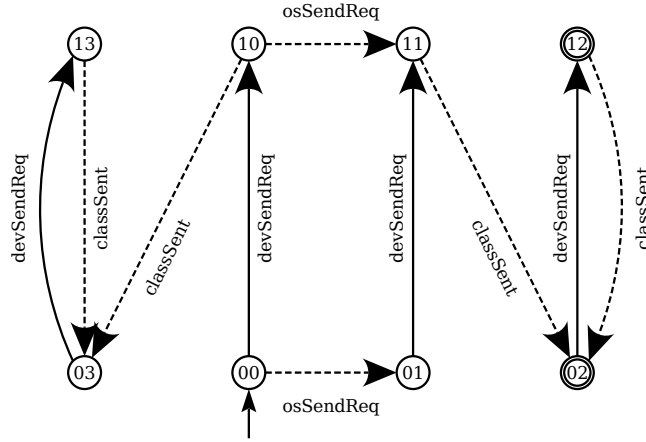 osSendReq
13
10
11
12
devSendReq
classSent
classSent
devSendReq
devSendReq
classSent
devSendReq
classSent
03
00
01
02
osSendReq